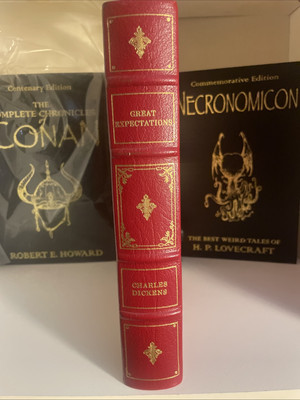 Centenary Edition
THE
COMPLETE CHRONICLES
CONAN
ROBERT E. HOWARD
GREAT
EXPECTATIONS
CHARLES
DICKENS
Commemorative Edition
NECRONOMICON
THE BEST WEIRD TALES OF
H. P. LOVECRAFT